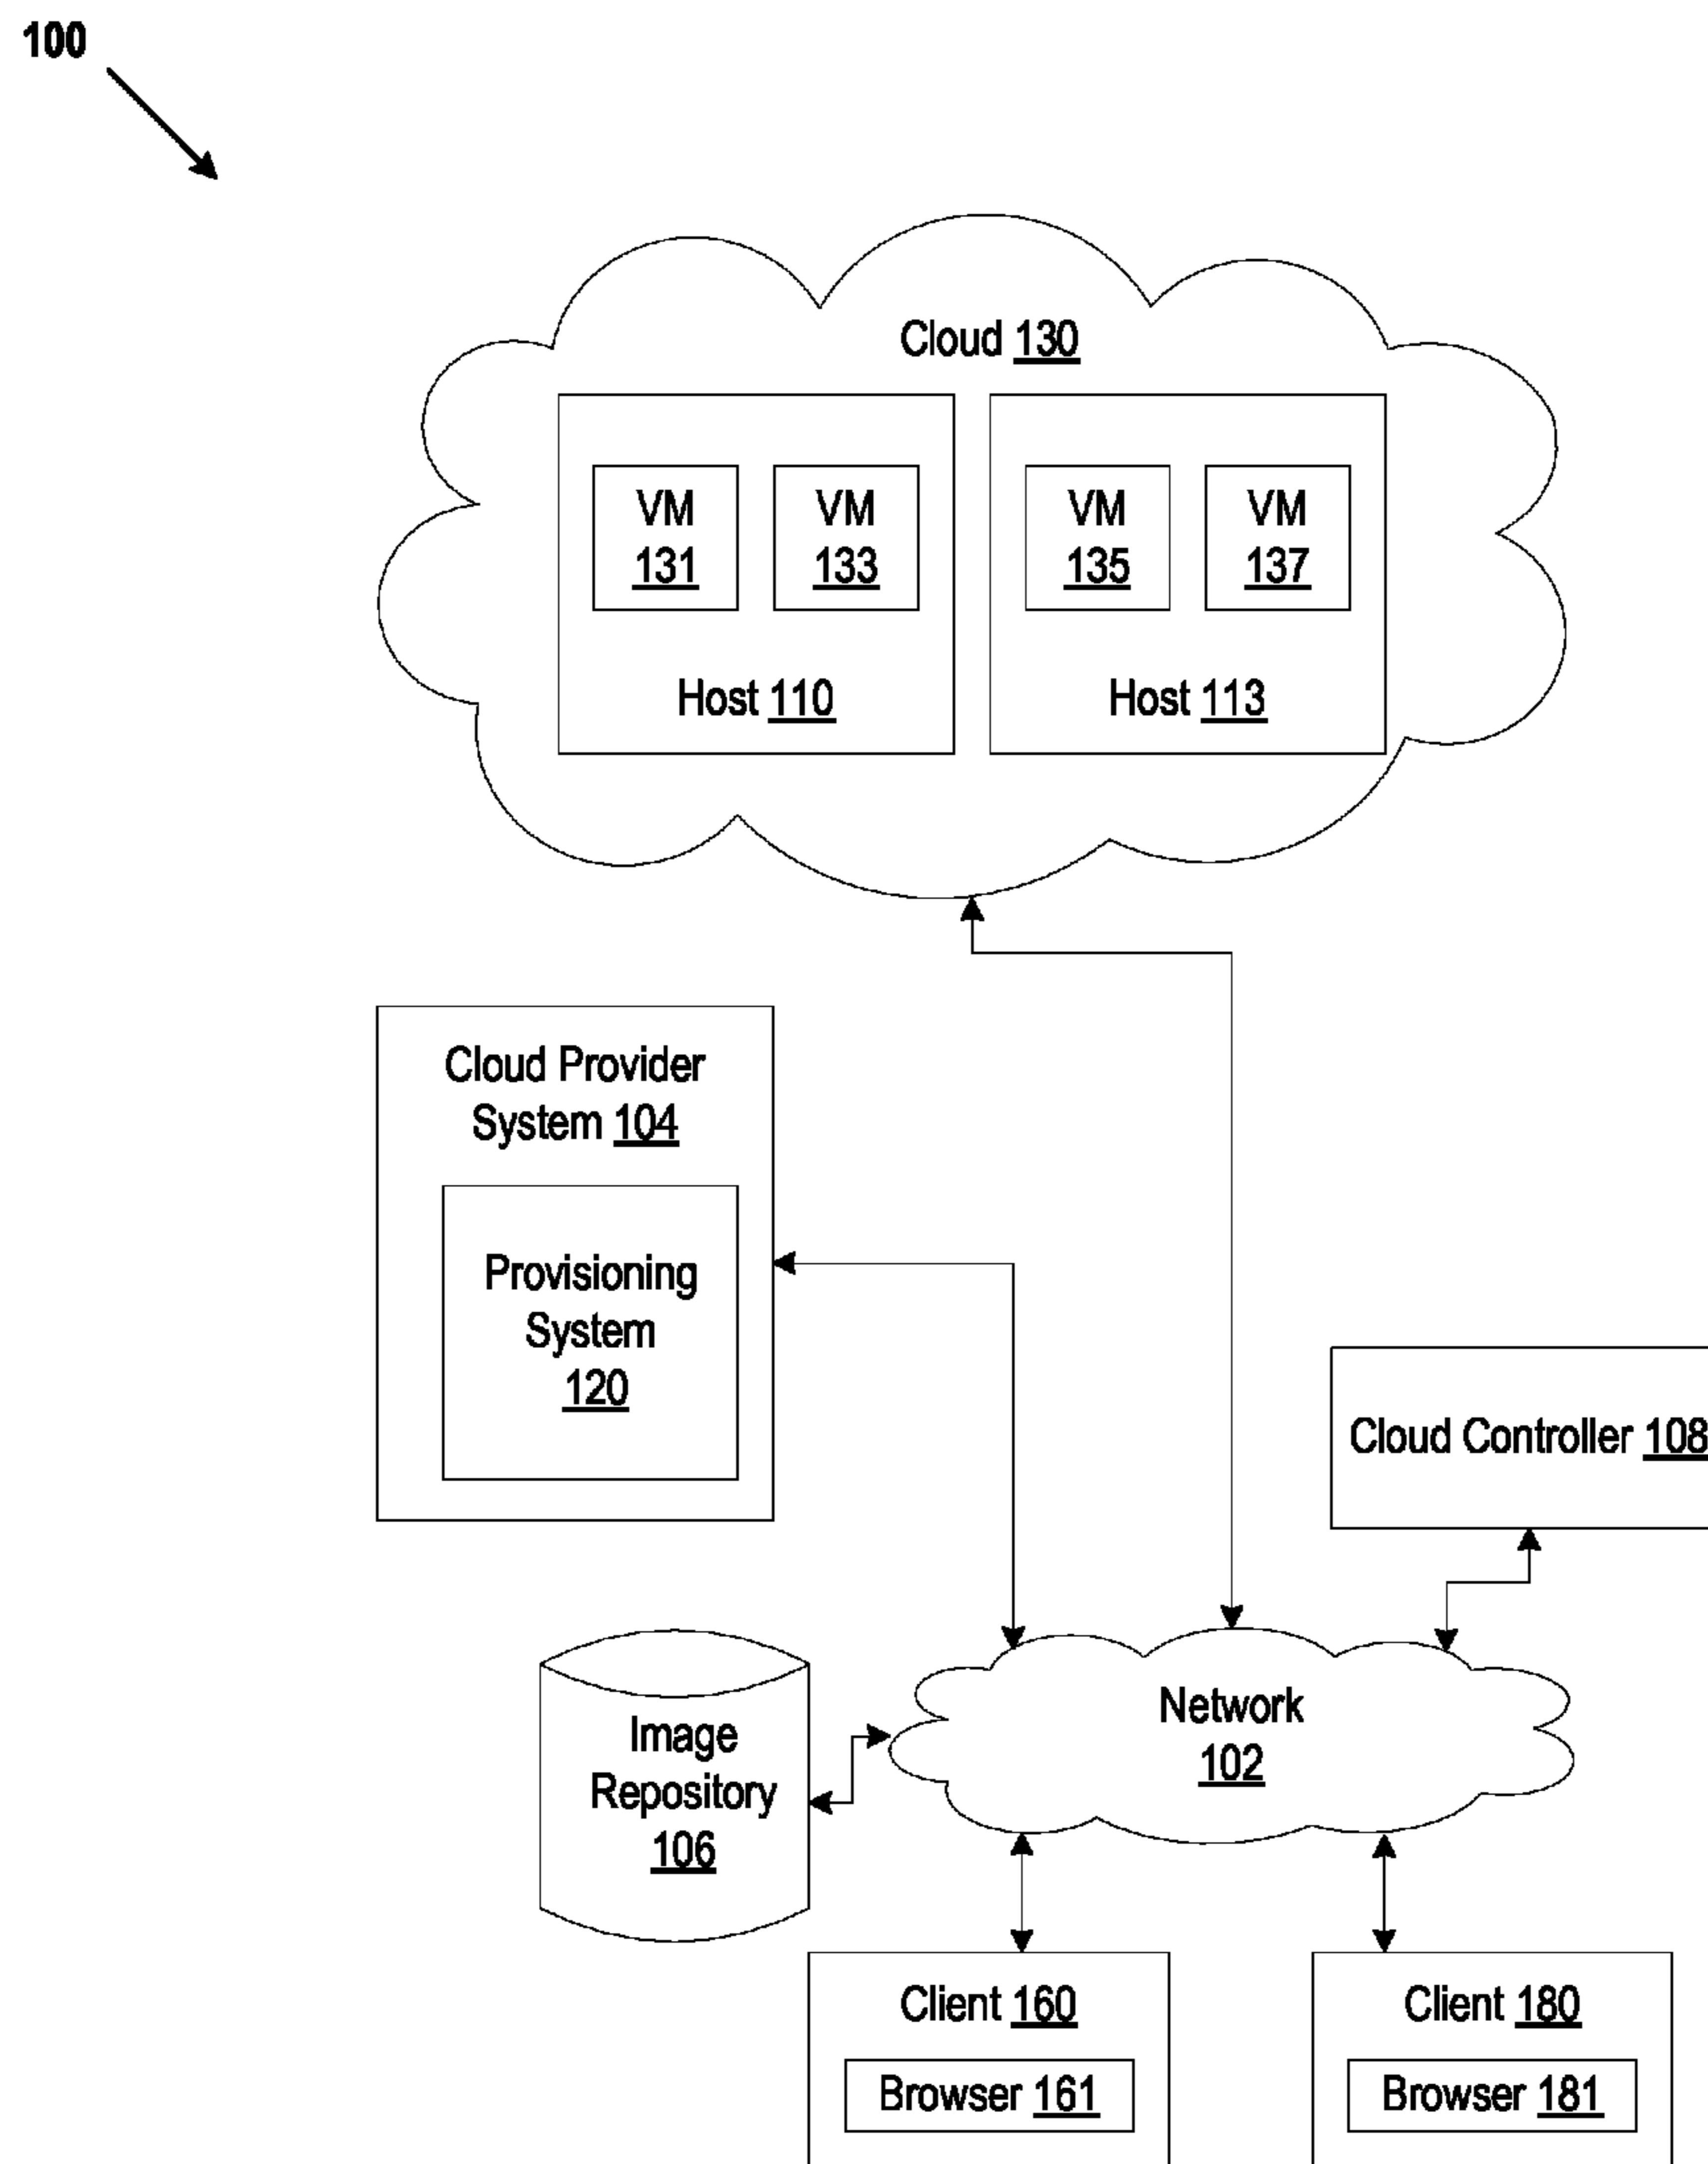 100
Cloud 130
VM
131
VM
133
VM
135
VM
137
Host 110
Host 113
Cloud Provider
System 104
Provisioning
System
120
Cloud Controller 108
Network
102
Image
Repository
106
Client 160
Browser 161
Client 180
Browser 181